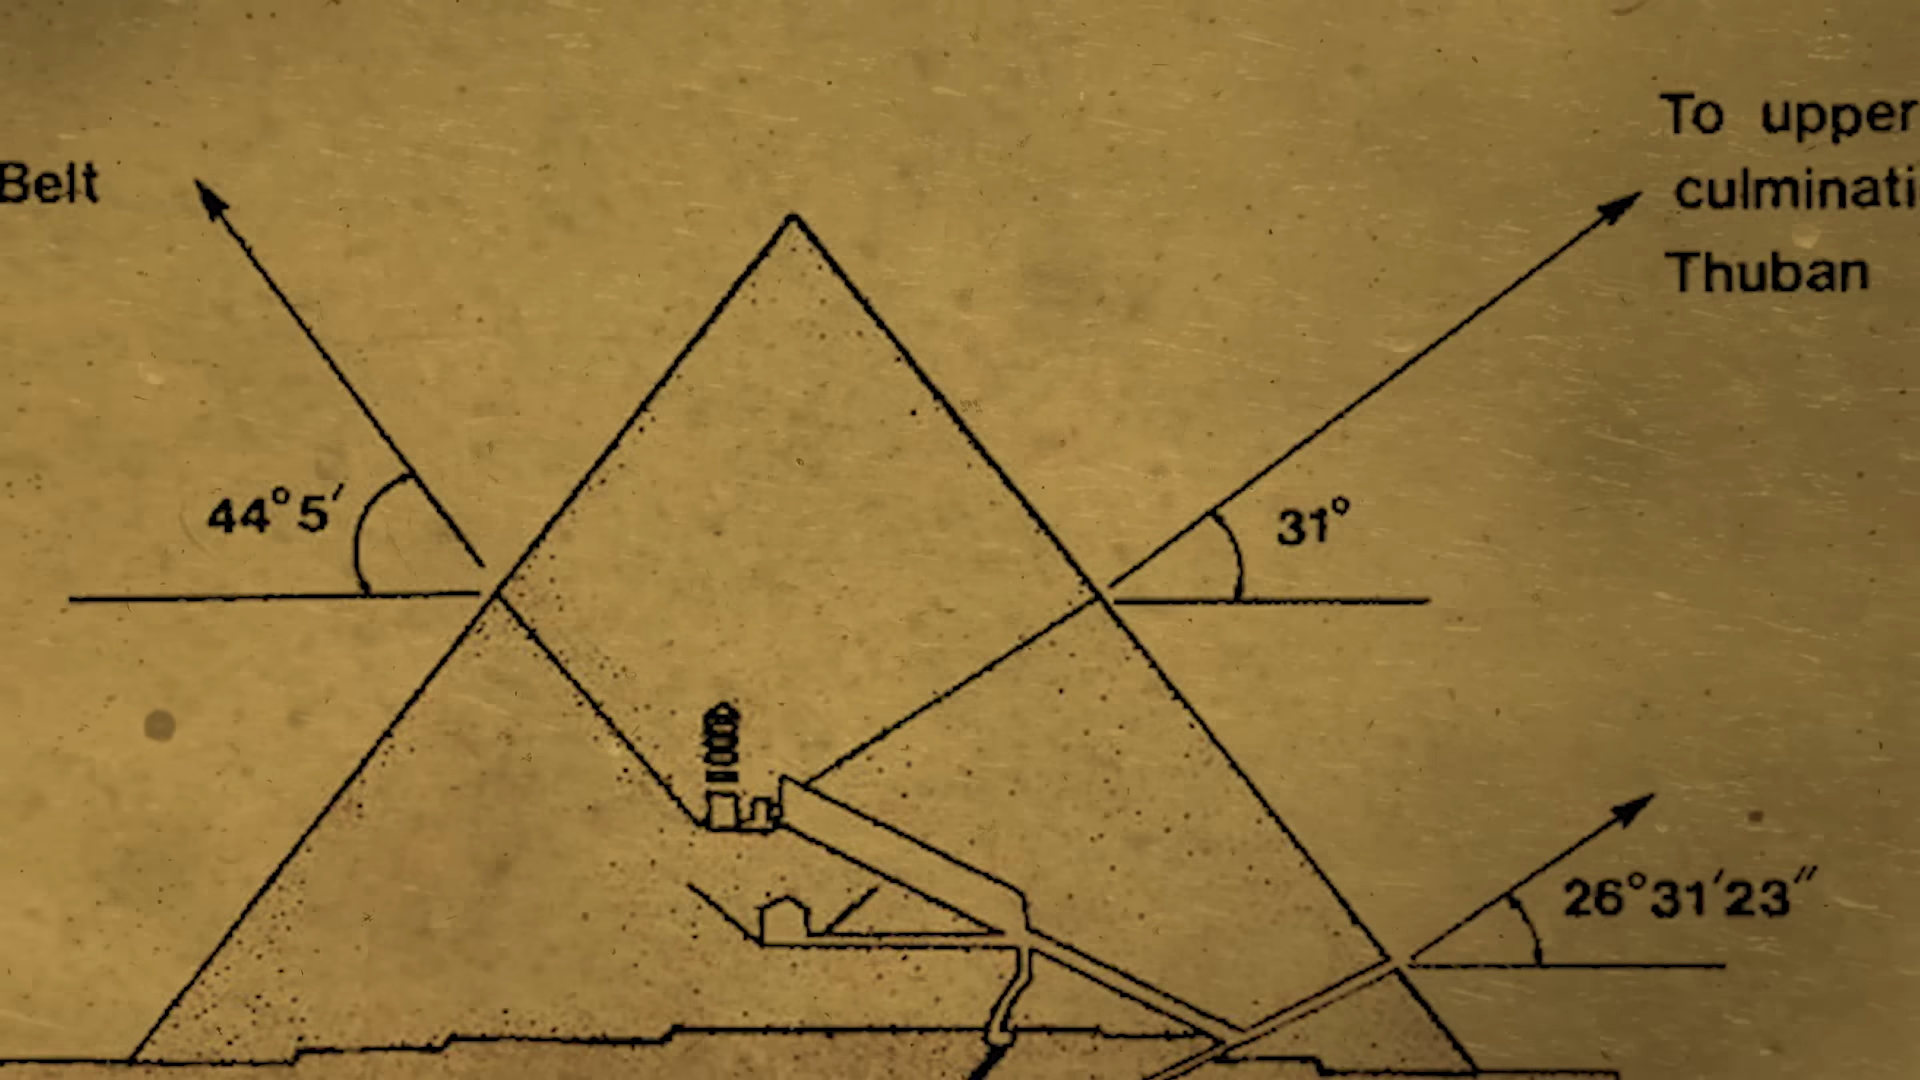 Belt
To upper
culminati
Thuban
44°5′
31°
26°31′23″